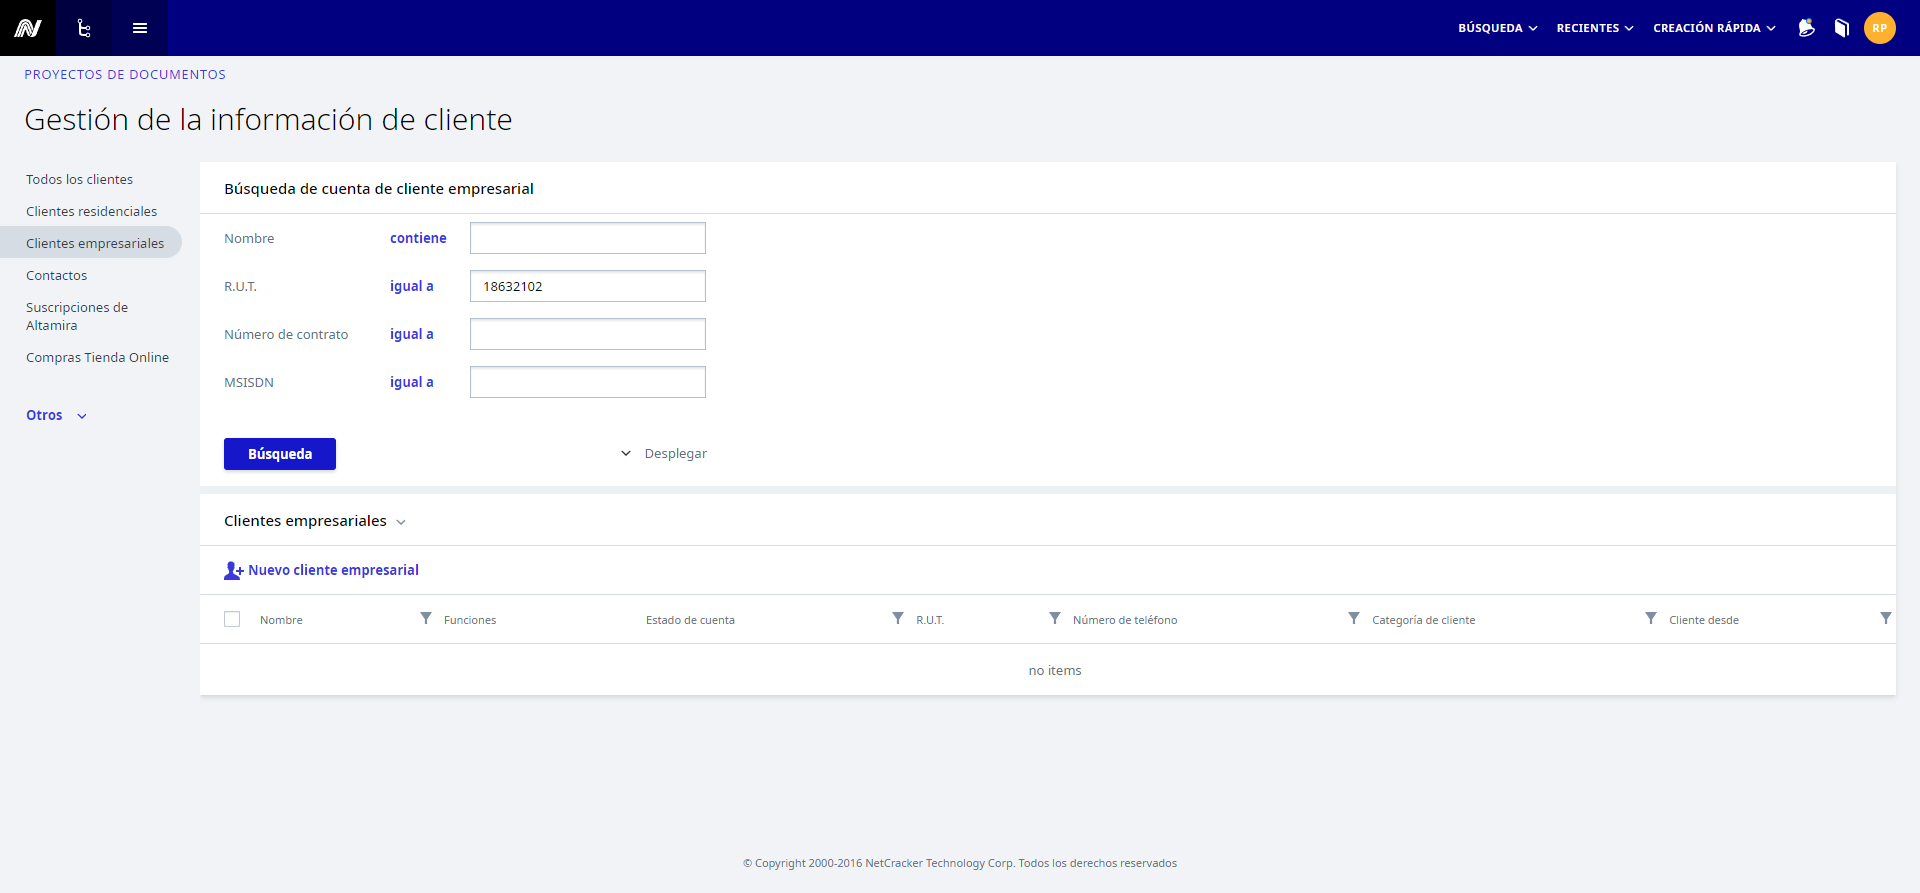 BÚSQUEDA
RECIENTES
CREACIÓN RÁPIDA
RP
PROYECTOS DE DOCUMENTOS
Gestión de la información de cliente
Todos los clientes
Clientes residenciales
Clientes empresariales
Contactos
Suscripciones de
Altamira
Compras Tienda Online
Otros
Búsqueda de cuenta de cliente empresarial
Nombre contiene
R.U.T. igual a 18632102
Número de contrato igual a
MSISDN igual a
Búsqueda
Desplegar
Clientes empresariales
Nuevo cliente empresarial
Nombre Funciones Estado de cuenta R.U.T. Número de teléfono Categoría de cliente Cliente desde
no items
© Copyright 2000-2016 NetCracker Technology Corp. Todos los derechos reservados